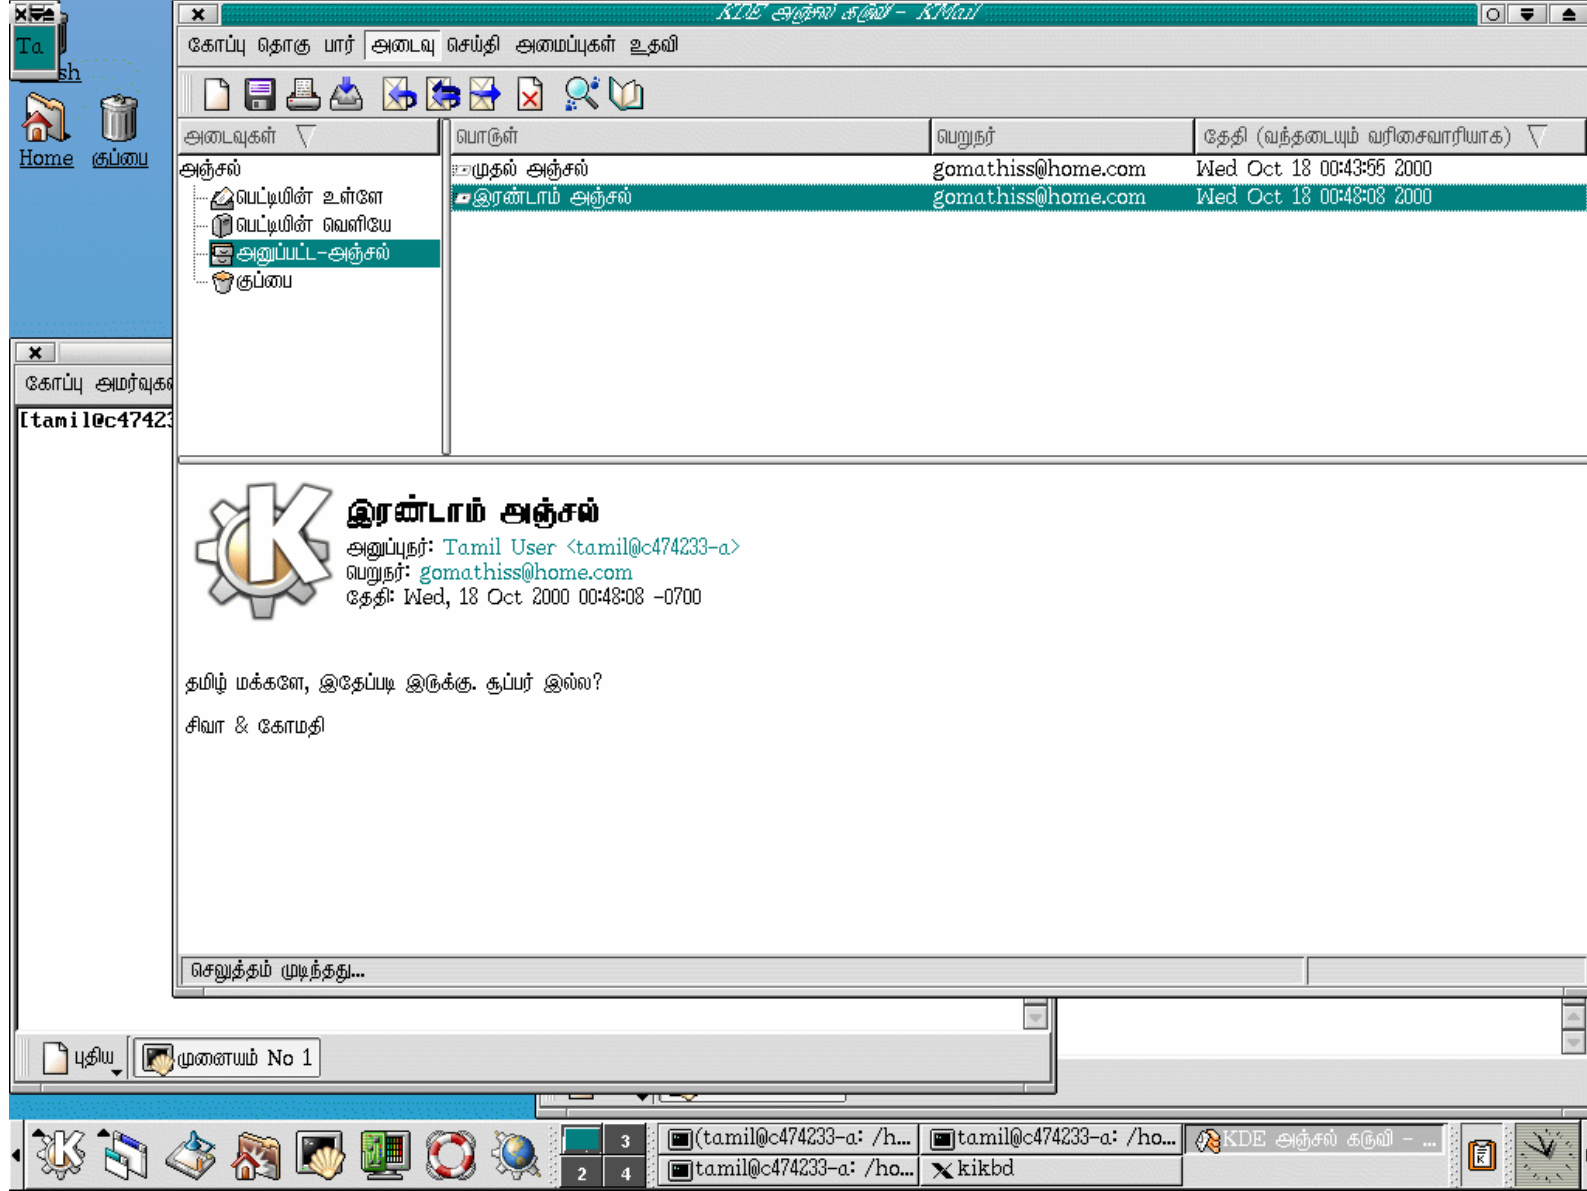 KDE அஞ்சல் கருவி - KMail
Ta
sh
Home குப்பை
கோப்பு தொகு பார் அடைவு செய்தி அமைப்புகள் உதவி
அடைவுகள்
பொருள் பெறுநர் தேதி (வந்தடையும் வரிசைவாரியாக)
அஞ்சல்
பெட்டியின் உள்ளே
பெட்டியின் வெளியே
அனுப்பட்ட-அஞ்சல்
குப்பை
முதல் அஞ்சல் gomathiss@home.com Wed Oct 18 00:43:55 2000
இரண்டாம் அஞ்சல் gomathiss@home.com Wed Oct 18 00:48:08 2000
கோப்பு அமர்வுகள்
[tamil@c47423
இரண்டாம் அஞ்சல்
அனுப்புநர்: Tamil User <tamil@c474233-a>
பெறுநர்: gomathiss@home.com
தேதி: Wed, 18 Oct 2000 00:48:08 -0700
தமிழ் மக்களே, இதேப்படி இருக்கு. சூப்பர் இல்ல?
சிவா & கோமதி
செலுத்தம் முடிந்தது...
புதிய முனையம் No 1
3
2 4
(tamil@c474233-a: /h...
tamil@c474233-a: /ho...
tamil@c474233-a: /ho...
kikbd
KDE அஞ்சல் கருவி - ...